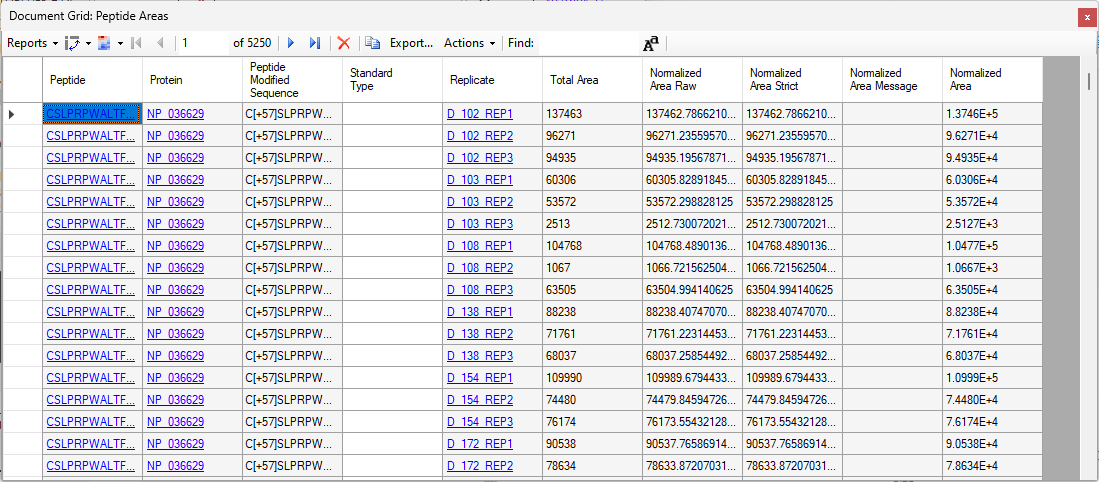 Document Grid: Peptide Areas
Reports 1 of 5250 Export... Actions Find:
Peptide Protein Peptide Modified Sequence Standard Type Replicate Total Area Normalized Area Raw Normalized Area Strict Normalized Area Message Normalized Area
CSLPRPWALTF... NP_036629 C[+57]SLPRPW... D_102_REP1 137463 137462.7866210... 137462.7866210... 1.3746E+5
CSLPRPWALTF... NP_036629 C[+57]SLPRPW... D_102_REP2 96271 96271.23559570... 96271.23559570... 9.6271E+4
CSLPRPWALTF... NP_036629 C[+57]SLPRPW... D_102_REP3 94935 94935.19567871... 94935.19567871... 9.4935E+4
CSLPRPWALTF... NP_036629 C[+57]SLPRPW... D_103_REP1 60306 60305.82891845... 60305.82891845... 6.0306E+4
CSLPRPWALTF... NP_036629 C[+57]SLPRPW... D_103_REP2 53572 53572.298828125 53572.298828125 5.3572E+4
CSLPRPWALTF... NP_036629 C[+57]SLPRPW... D_103_REP3 2513 2512.730072021... 2512.730072021... 2.5127E+3
CSLPRPWALTF... NP_036629 C[+57]SLPRPW... D_108_REP1 104768 104768.4890136... 104768.4890136... 1.0477E+5
CSLPRPWALTF... NP_036629 C[+57]SLPRPW... D_108_REP2 1067 1066.721562504... 1066.721562504... 1.0667E+3
CSLPRPWALTF... NP_036629 C[+57]SLPRPW... D_108_REP3 63505 63504.994140625 63504.994140625 6.3505E+4
CSLPRPWALTF... NP_036629 C[+57]SLPRPW... D_138_REP1 88238 88238.40747070... 88238.40747070... 8.8238E+4
CSLPRPWALTF... NP_036629 C[+57]SLPRPW... D_138_REP2 71761 71761.22314453... 71761.22314453... 7.1761E+4
CSLPRPWALTF... NP_036629 C[+57]SLPRPW... D_138_REP3 68037 68037.25854492... 68037.25854492... 6.8037E+4
CSLPRPWALTF... NP_036629 C[+57]SLPRPW... D_154_REP1 109990 109989.6794433... 109989.6794433... 1.0999E+5
CSLPRPWALTF... NP_036629 C[+57]SLPRPW... D_154_REP2 74480 74479.84594726... 74479.84594726... 7.4480E+4
CSLPRPWALTF... NP_036629 C[+57]SLPRPW... D_154_REP3 76174 76173.55432128... 76173.55432128... 7.6174E+4
CSLPRPWALTF... NP_036629 C[+57]SLPRPW... D_172_REP1 90538 90537.76586914... 90537.76586914... 9.0538E+4
CSLPRPWALTF... NP_036629 C[+57]SLPRPW... D_172_REP2 78634 78633.87207031... 78633.87207031... 7.8634E+4